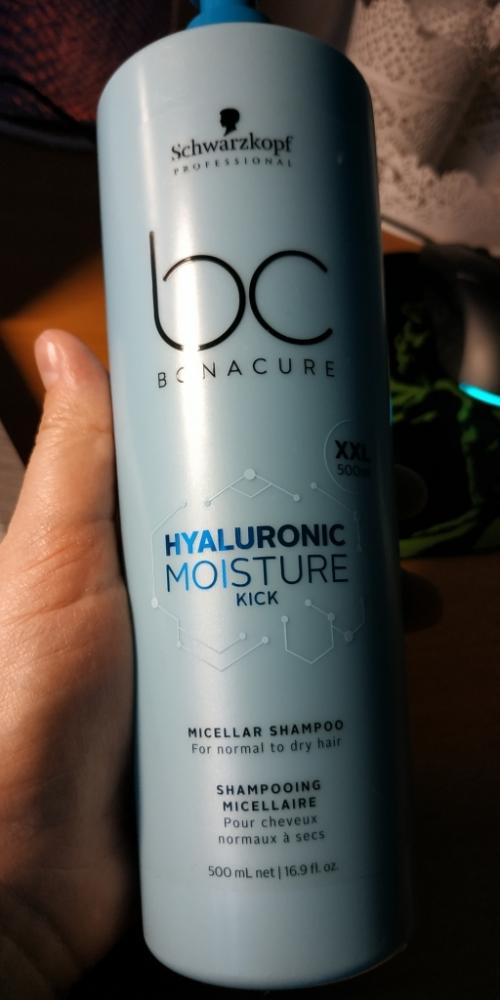 Schwarzkopf
PROFESSIONAL
bc
BONACURE
XXL
500ml
HYALURONIC
MOISTURE
KICK
MICELLAR SHAMPOO
For normal to dry hair
SHAMPOOING
MICELLAIRE
Pour cheveux
normaux à secs
500 mL net | 16.9 fl. oz.